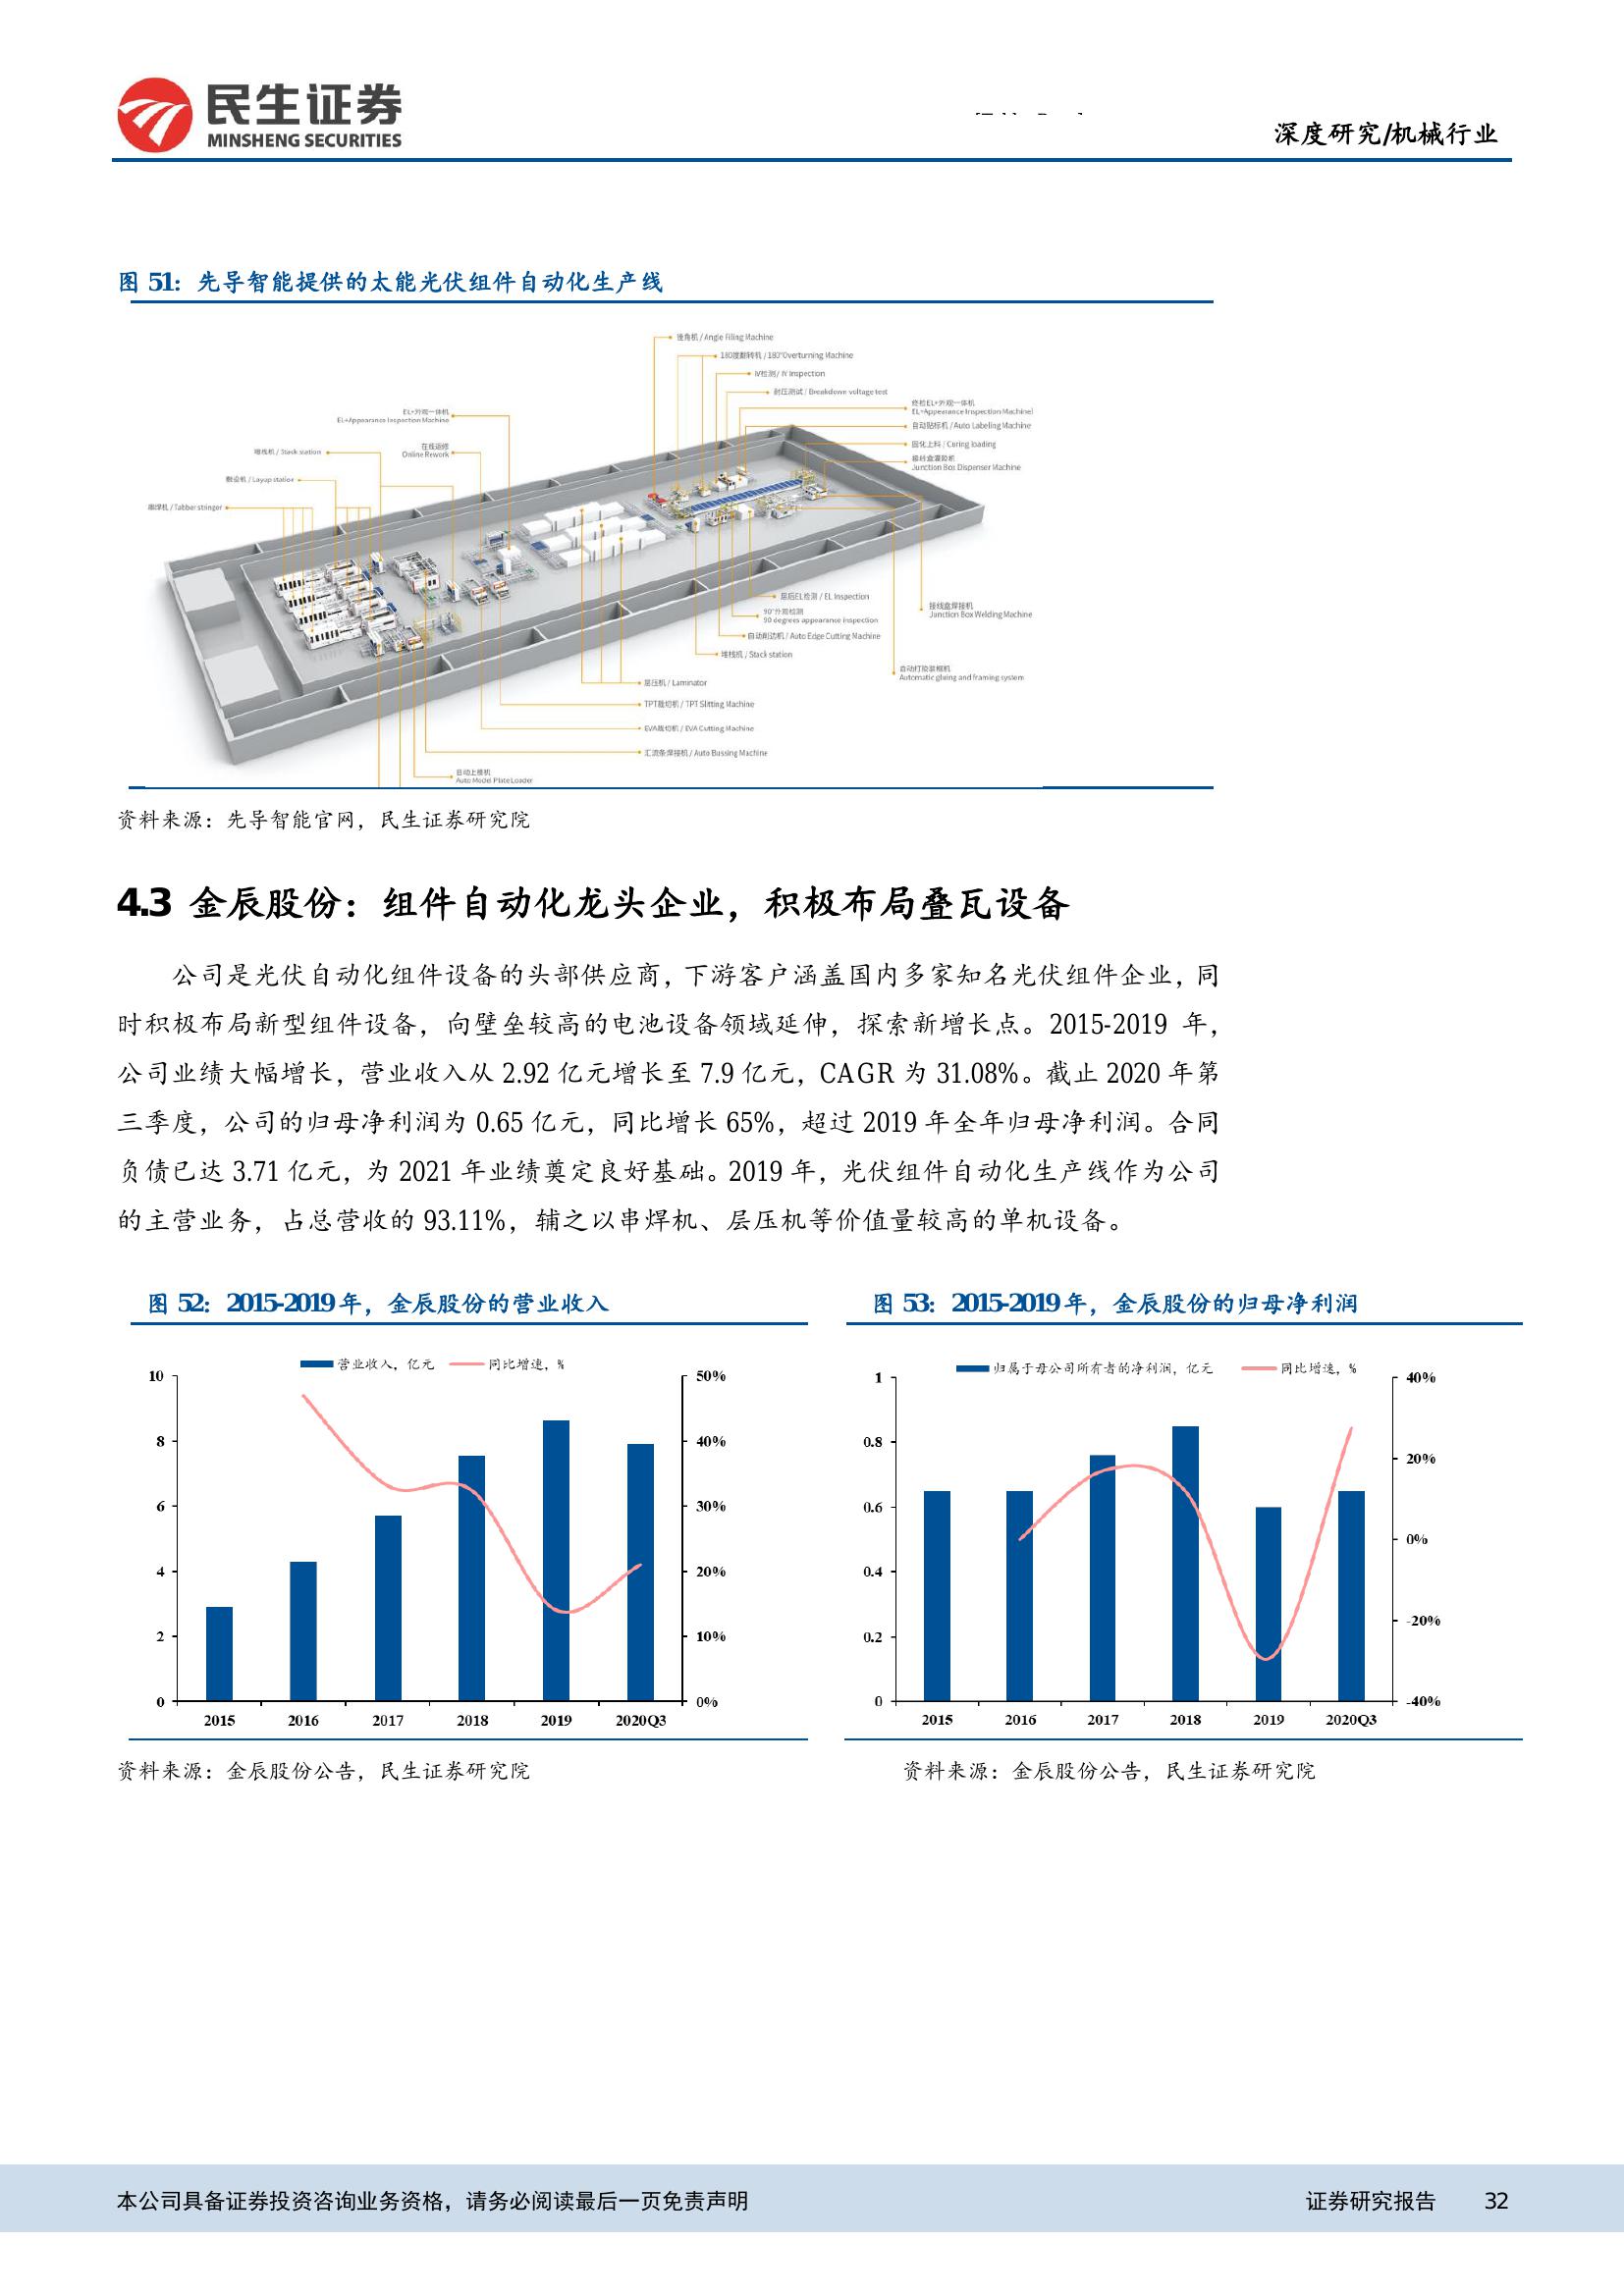 民生证券
MINSHENG SECURITIES
深度研究/机械行业
图 51：先导智能提供的太能光伏组件自动化生产线
锉角机 / Angle Filing Machine
180度翻转机 / 180°Overturning Machine
IV检测 / IV Inspection
耐压测试 / Breakdown voltage test
EL+外观一体机
EL+Appearance Inspection Machine
终检EL+外观一体机
EL+Appearance Inspection Machine
自动贴标机 / Auto Labeling Machine
在线返修
Online Rework
固化上料 / Curing loading
堆栈机 / Stack station
接线盒灌胶机
Junction Box Dispenser Machine
敷设机 / Layup station
串焊机 / Tabber stringer
层后EL检测 / EL Inspection
接线盒焊接机
Junction Box Welding Machine
90°外观检测
90 degrees appearance inspection
自动削边机 / Auto Edge Cutting Machine
堆栈机 / Stack station
自动打胶装框机
Automatic gluing and framing system
层压机 / Laminator
TPT裁切机 / TPT Slitting Machine
EVA裁切机 / EVA Cutting Machine
汇流条焊接机 / Auto Bussing Machine
自动上模机
Auto Model Plate Loader
资料来源：先导智能官网，民生证券研究院
4.3 金辰股份：组件自动化龙头企业，积极布局叠瓦设备
公司是光伏自动化组件设备的头部供应商，下游客户涵盖国内多家知名光伏组件企业，同
时积极布局新型组件设备，向壁垒较高的电池设备领域延伸，探索新增长点。2015-2019 年，
公司业绩大幅增长，营业收入从 2.92 亿元增长至 7.9 亿元，CAGR 为 31.08%。截止 2020 年第
三季度，公司的归母净利润为 0.65 亿元，同比增长 65%，超过 2019 年全年归母净利润。合同
负债已达 3.71 亿元，为 2021 年业绩奠定良好基础。2019 年，光伏组件自动化生产线作为公司
的主营业务，占总营收的 93.11%，辅之以串焊机、层压机等价值量较高的单机设备。
图 52：2015-2019 年，金辰股份的营业收入
营业收入，亿元 同比增速，%
10 50%
8 40%
6 30%
4 20%
2 10%
0 0%
2015 2016 2017 2018 2019 2020Q3
资料来源：金辰股份公告，民生证券研究院
图 53：2015-2019 年，金辰股份的归母净利润
归属于母公司所有者的净利润，亿元 同比增速，%
1 40%
0.8 20%
0.6 0%
0.4 -20%
0.2 -40%
0
2015 2016 2017 2018 2019 2020Q3
资料来源：金辰股份公告，民生证券研究院
本公司具备证券投资咨询业务资格，请务必阅读最后一页免责声明
证券研究报告 32